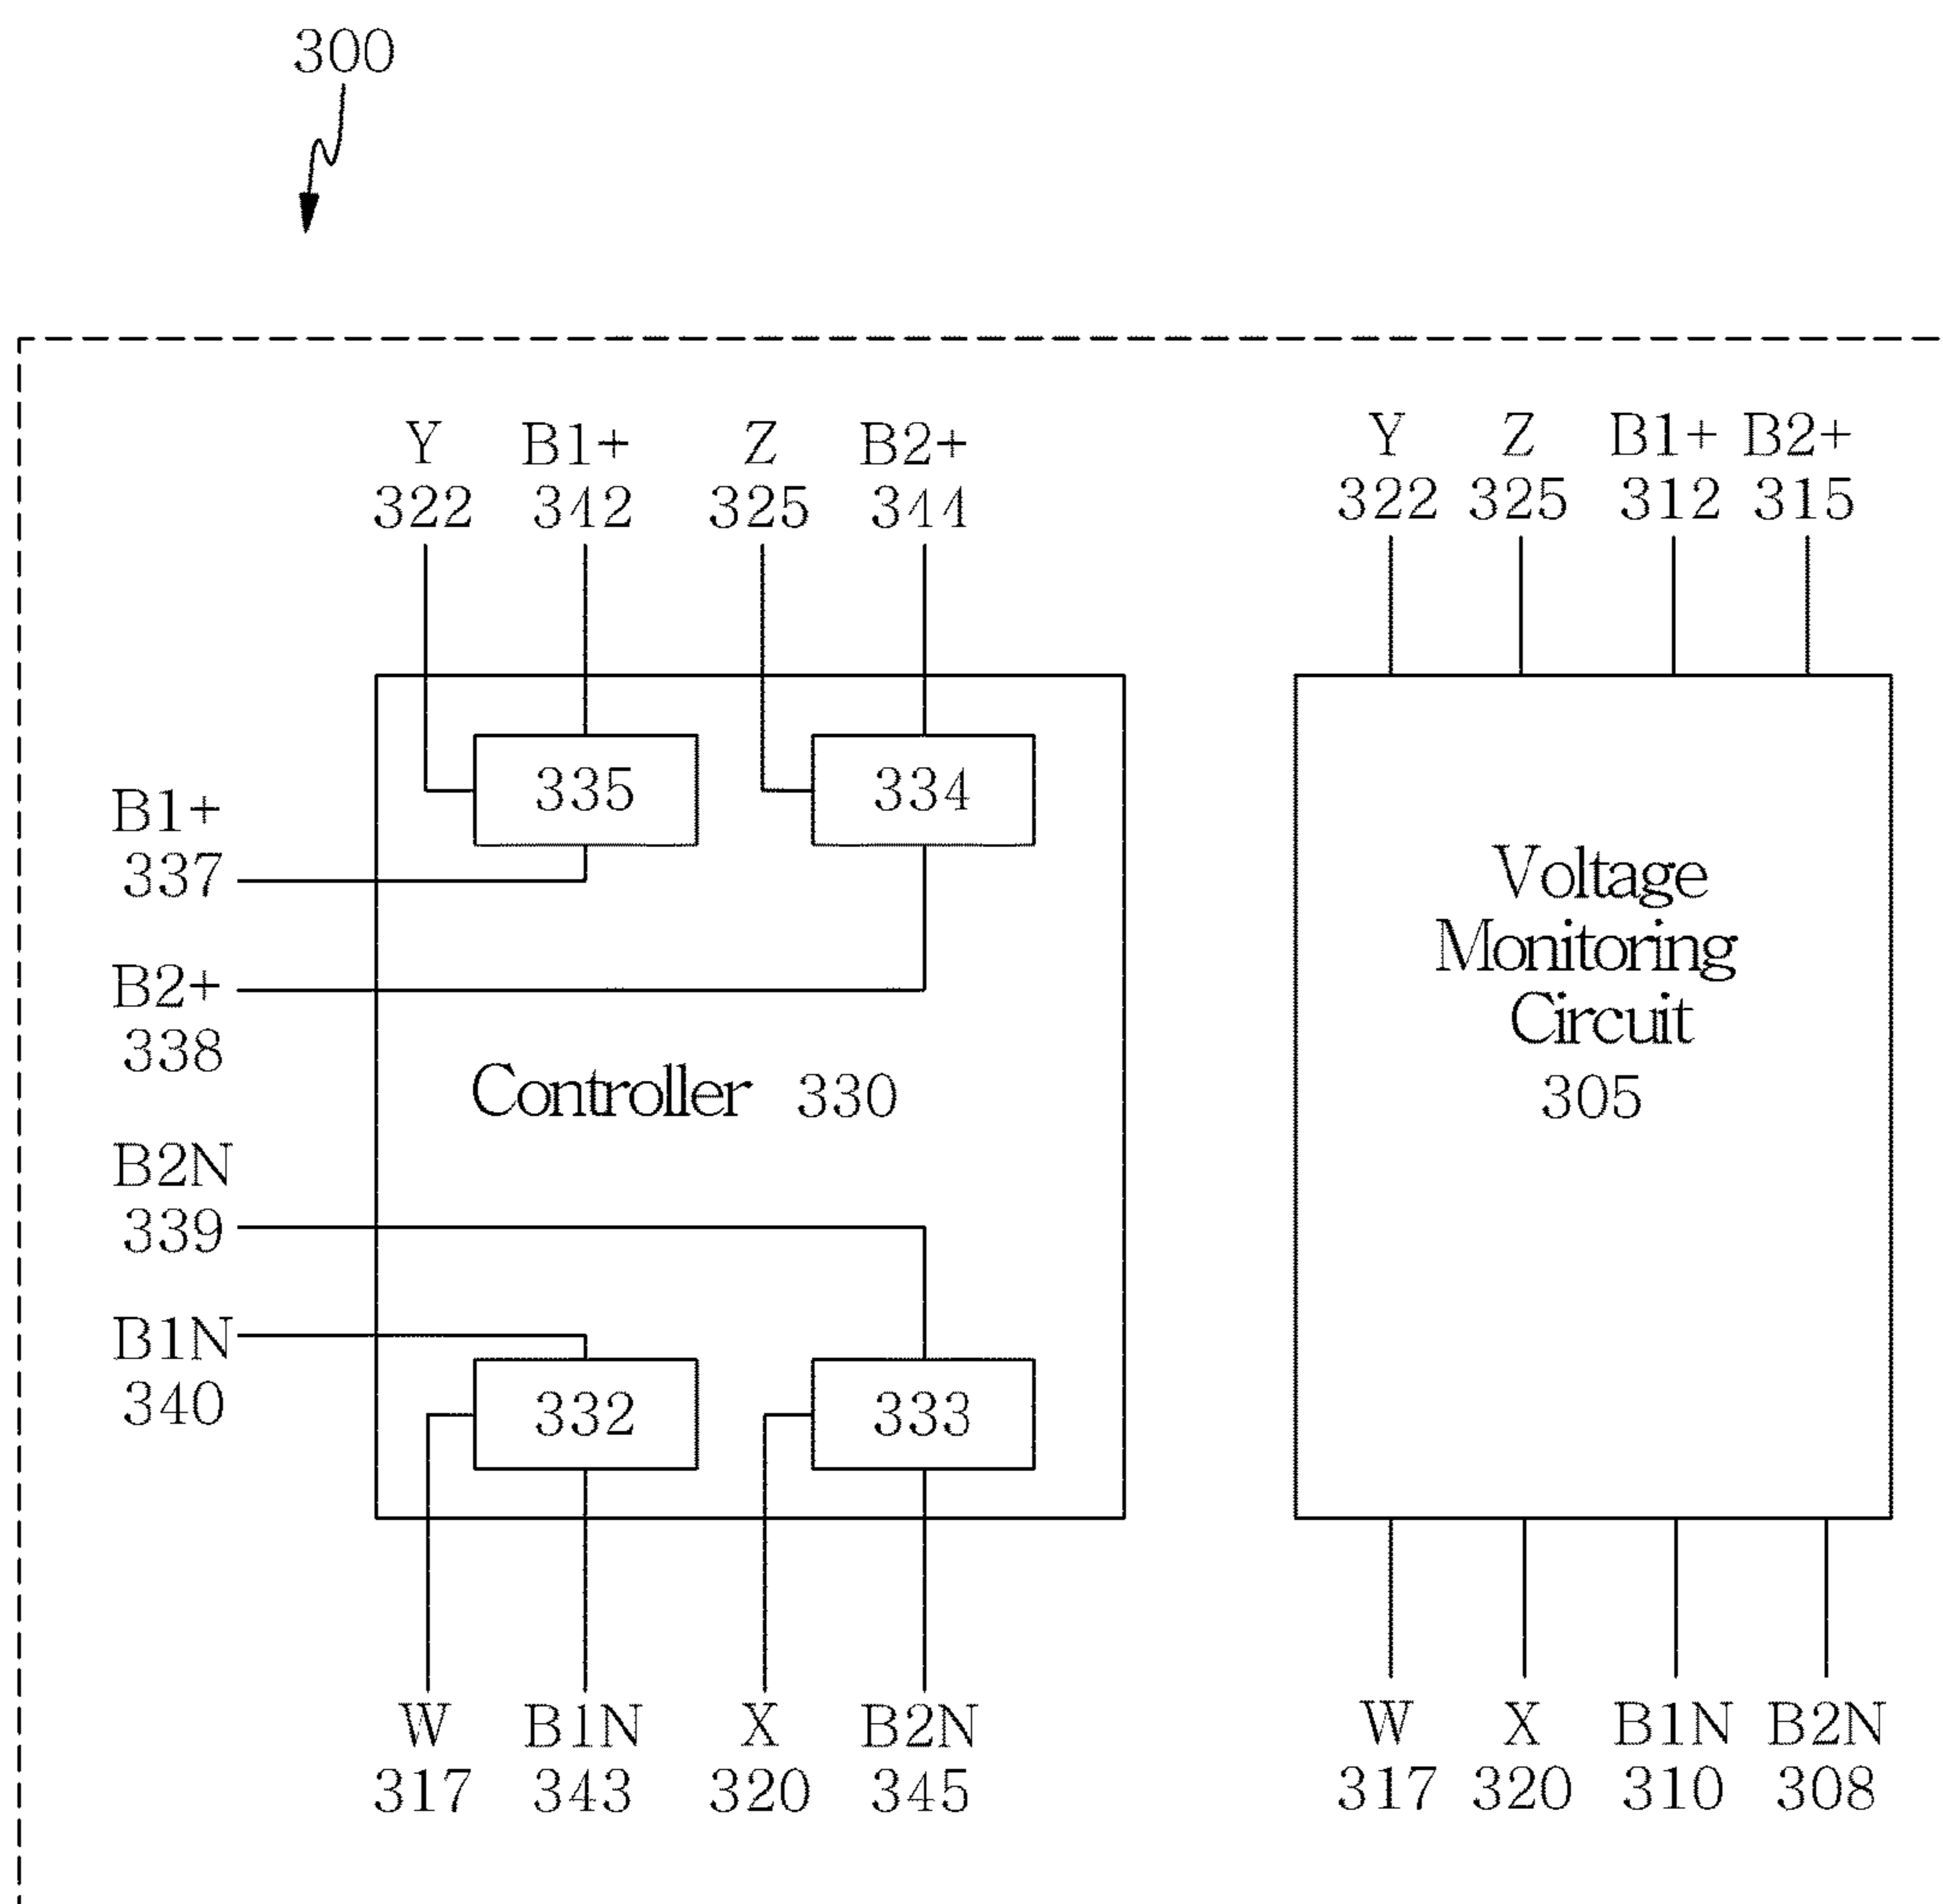 300
Y B1+ Z B2+
322 342 325 344
Y Z B1+ B2+
322 325 312 315
335 334
B1+
337
B2+
338
Controller 330
B2N
339
B1N
340
332 333
W B1N X B2N
317 343 320 345
Voltage
Monitoring
Circuit
305
W X B1N B2N
317 320 310 308